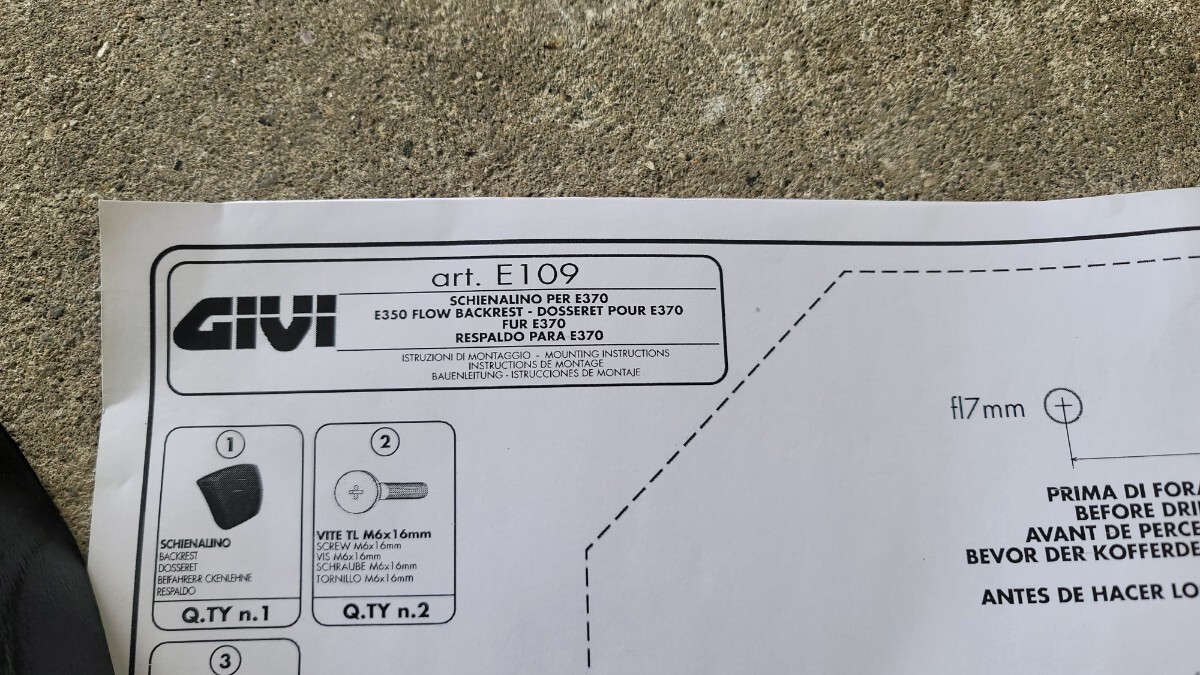 GIVI
art. E109
SCHIENALINO PER E370
E350 FLOW BACKREST - DOSSERET POUR E370
FUR E370
RESPALDO PARA E370
ISTRUZIONI DI MONTAGGIO - MOUNTING INSTRUCTIONS
INSTRUCTIONS DE MONTAGE
BAUENLEITUNG - ISTRUCCIONES DE MONTAJE
1
SCHIENALINO
BACKREST
DOSSERET
BEIFAHRER-R CKENLEHNE
RESPALDO
Q.TY n.1
2
VITE TL M6x16mm
SCREW M6x16mm
VIS M6x16mm
SCHRAUBE M6x16mm
TORNILLO M6x16mm
Q.TY n.2
3
fl7mm
PRIMA DI FORA
BEFORE DRI
AVANT DE PERCE
BEVOR DER KOFFERDE
ANTES DE HACER LO